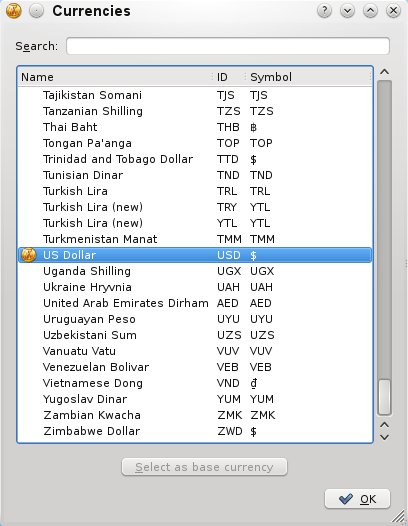 Currencies
Search:
Name ID Symbol
Tajikistan Somani TJS TJS
Tanzanian Shilling TZS TZS
Thai Baht THB ฿
Tongan Pa'anga TOP TOP
Trinidad and Tobago Dollar TTD $
Tunisian Dinar TND TND
Turkish Lira TRL TRL
Turkish Lira (new) TRY YTL
Turkish Lira (new) YTL YTL
Turkmenistan Manat TMM TMM
US Dollar USD $
Uganda Shilling UGX UGX
Ukraine Hryvnia UAH UAH
United Arab Emirates Dirham AED AED
Uruguayan Peso UYU UYU
Uzbekistani Sum UZS UZS
Vanuatu Vatu VUV VUV
Venezuelan Bolivar VEB VEB
Vietnamese Dong VND ₫
Yugoslav Dinar YUM YUM
Zambian Kwacha ZMK ZMK
Zimbabwe Dollar ZWD $
Select as base currency
OK